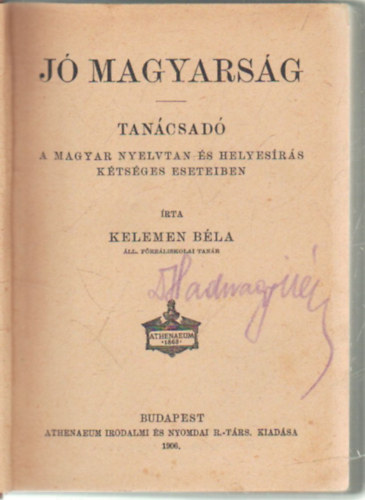 JÓ MAGYARSÁG
TANÁCSADÓ
A MAGYAR NYELVTAN ÉS HELYESÍRÁS
KÉTSÉGES ESETEIBEN
ÍRTA
KELEMEN BÉLA
ÁLL. FŐREÁLISKOLAI TANÁR
ATHENAEUM
BUDAPEST
ATHENAEUM IRODALMI ÉS NYOMDAI R.-TÁRS. KIADÁSA
1906.